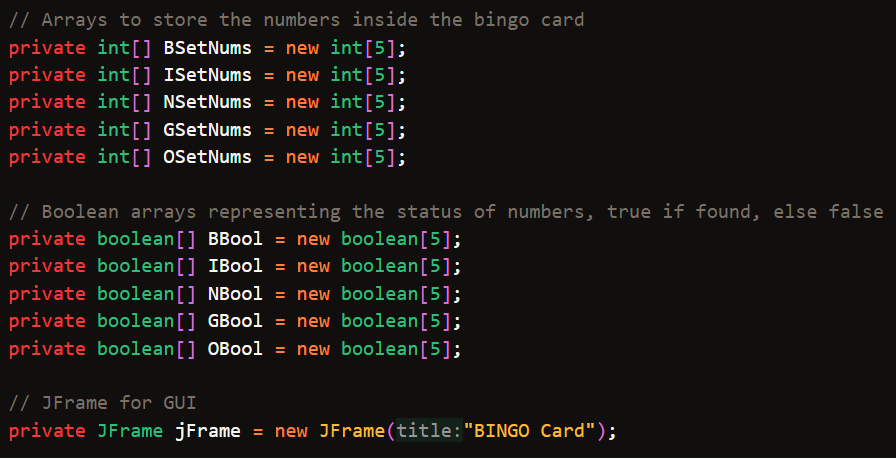 // Arrays to store the numbers inside the bingo card
private int[] BSetNums = new int[5];
private int[] ISetNums = new int[5];
private int[] NSetNums = new int[5];
private int[] GSetNums = new int[5];
private int[] OSetNums = new int[5];
// Boolean arrays representing the status of numbers, true if found, else false
private boolean[] BBool = new boolean[5];
private boolean[] IBool = new boolean[5];
private boolean[] NBool = new boolean[5];
private boolean[] GBool = new boolean[5];
private boolean[] OBool = new boolean[5];
// JFrame for GUI
private JFrame jFrame = new JFrame(title:"BINGO Card");